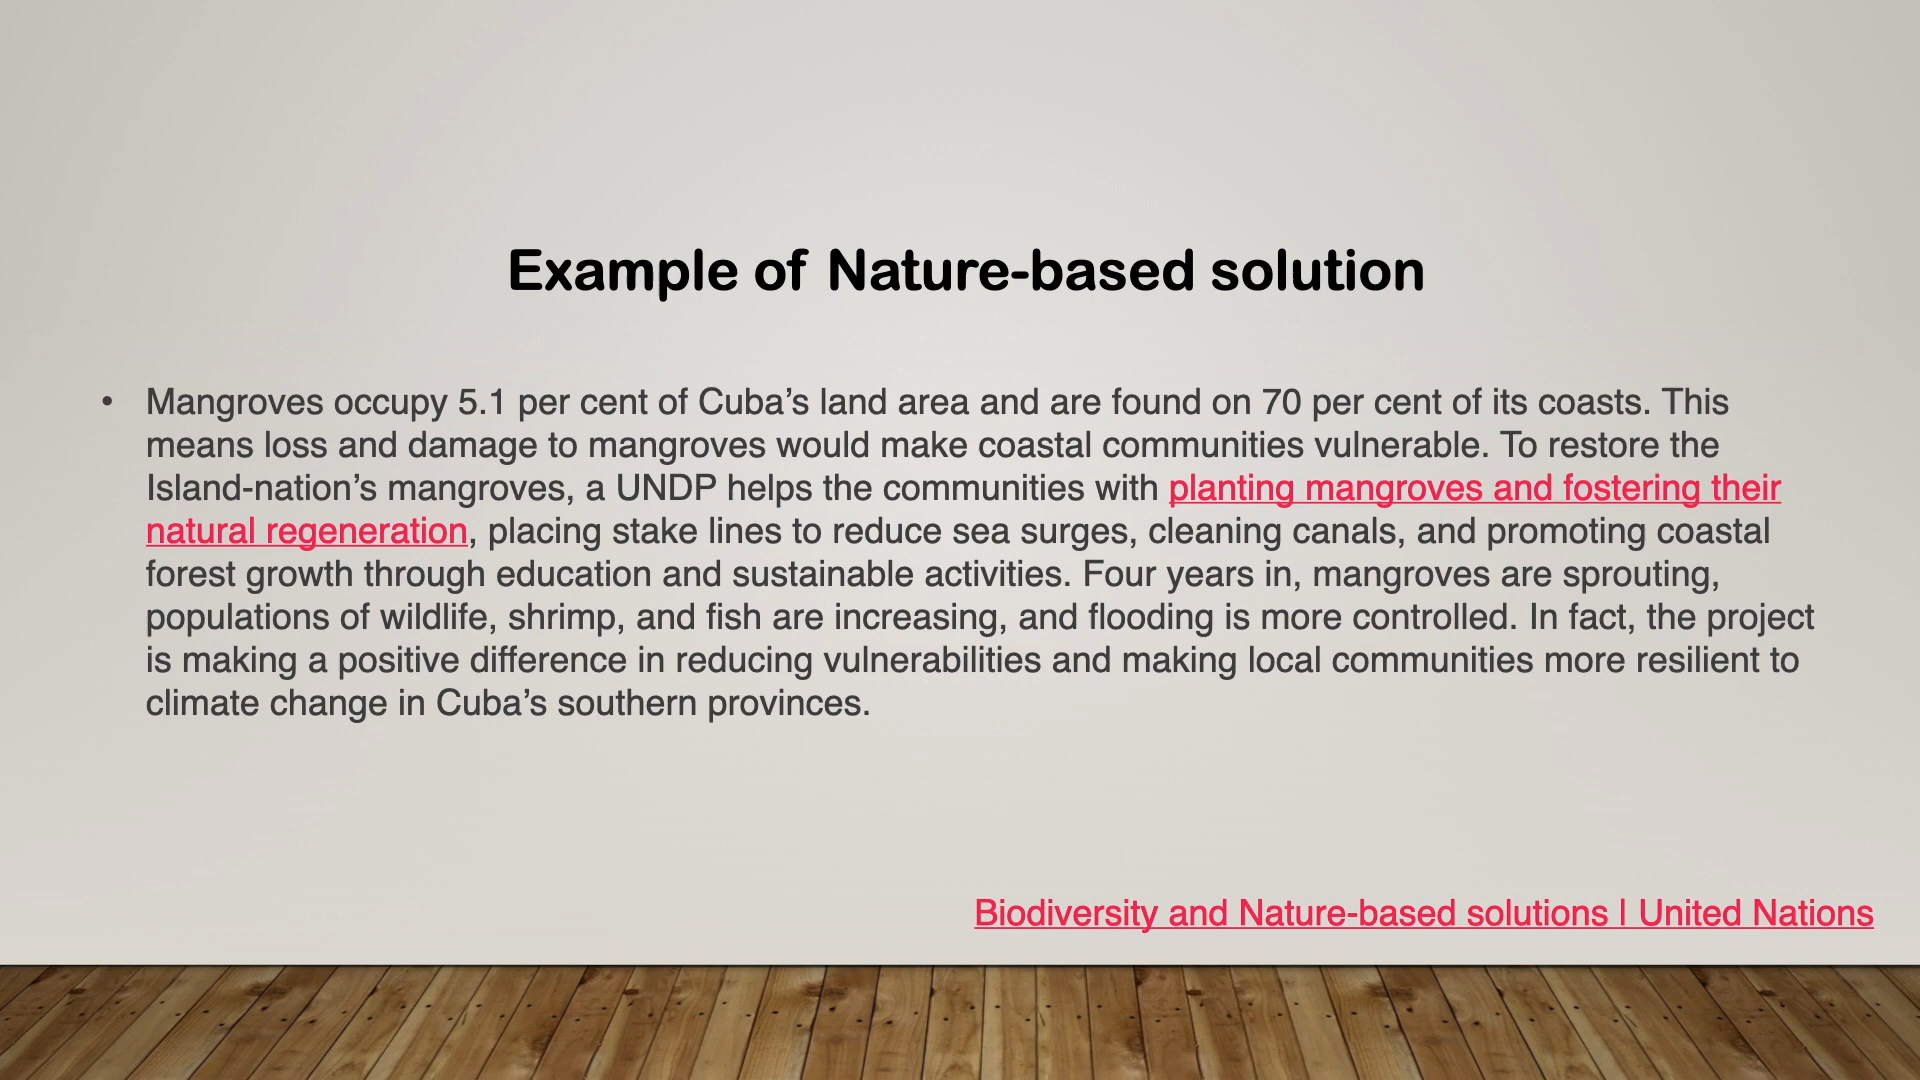 Example of Nature-based solution
• Mangroves occupy 5.1 per cent of Cuba’s land area and are found on 70 per cent of its coasts. This
means loss and damage to mangroves would make coastal communities vulnerable. To restore the
Island-nation’s mangroves, a UNDP helps the communities with planting mangroves and fostering their
natural regeneration, placing stake lines to reduce sea surges, cleaning canals, and promoting coastal
forest growth through education and sustainable activities. Four years in, mangroves are sprouting,
populations of wildlife, shrimp, and fish are increasing, and flooding is more controlled. In fact, the project
is making a positive difference in reducing vulnerabilities and making local communities more resilient to
climate change in Cuba’s southern provinces.
Biodiversity and Nature-based solutions | United Nations